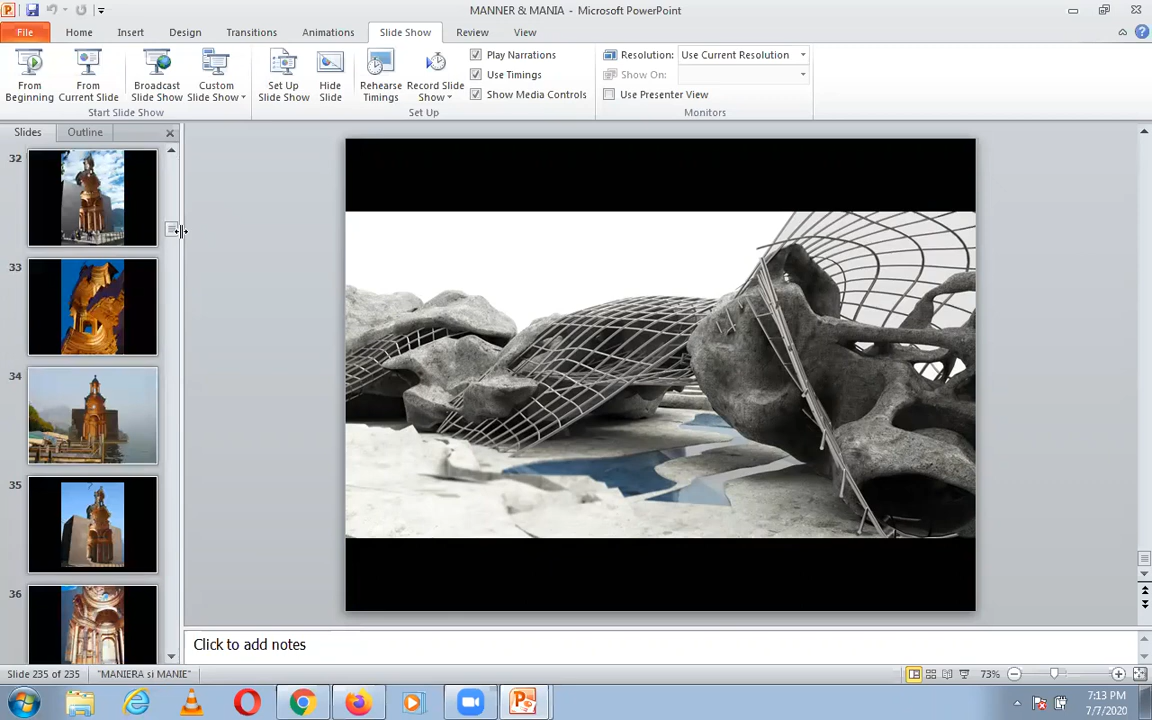 MANNER & MANIA - Microsoft PowerPoint
File Home Insert Design Transitions Animations Slide Show Review View
From Beginning
From Current Slide
Broadcast Slide Show
Custom Slide Show
Start Slide Show
Set Up Slide Show
Hide Slide
Rehearse Timings
Record Slide Show
Play Narrations
Use Timings
Show Media Controls
Set Up
Resolution: Use Current Resolution
Show On:
Use Presenter View
Monitors
Slides Outline
32
33
34
35
36
Click to add notes
Slide 235 of 235 "MANIERA si MANIE" 73%
7:13 PM
7/7/2020